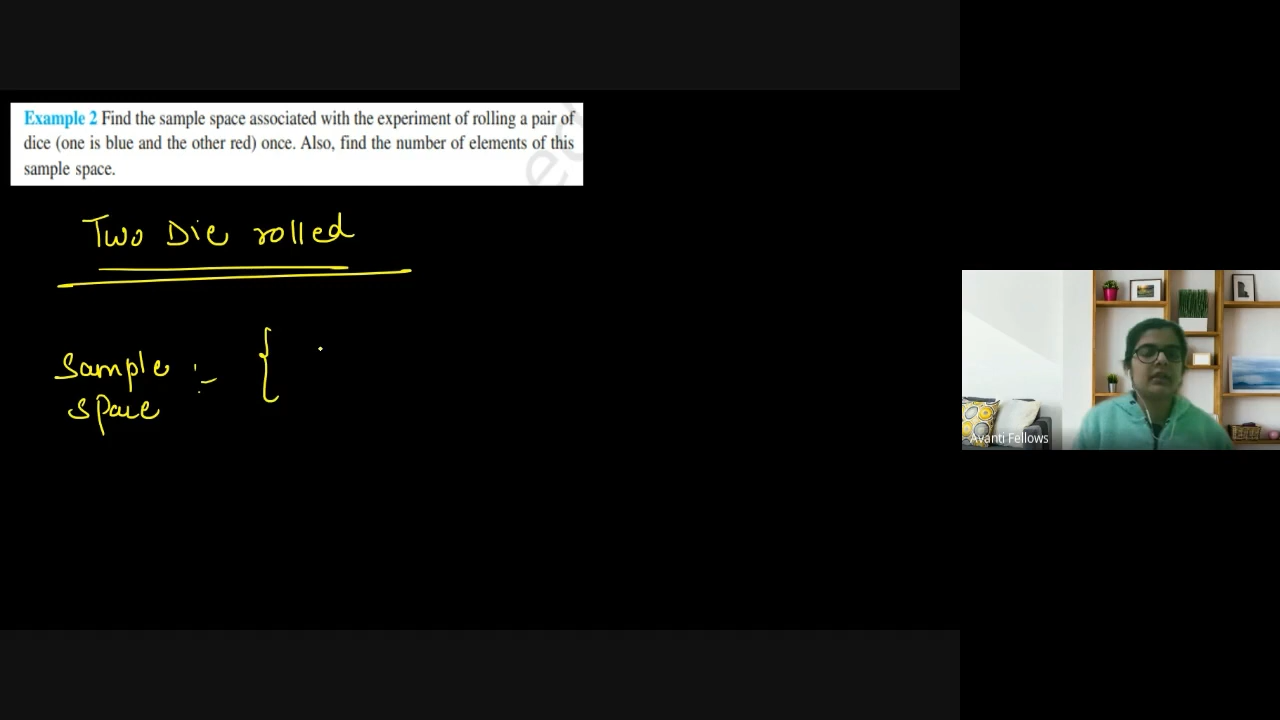 Example 2 Find the sample space associated with the experiment of rolling a pair of
dice (one is blue and the other red) once. Also, find the number of elements of this
sample space.
Two Die rolled
Sample :- {
Space
Avanti Fellows